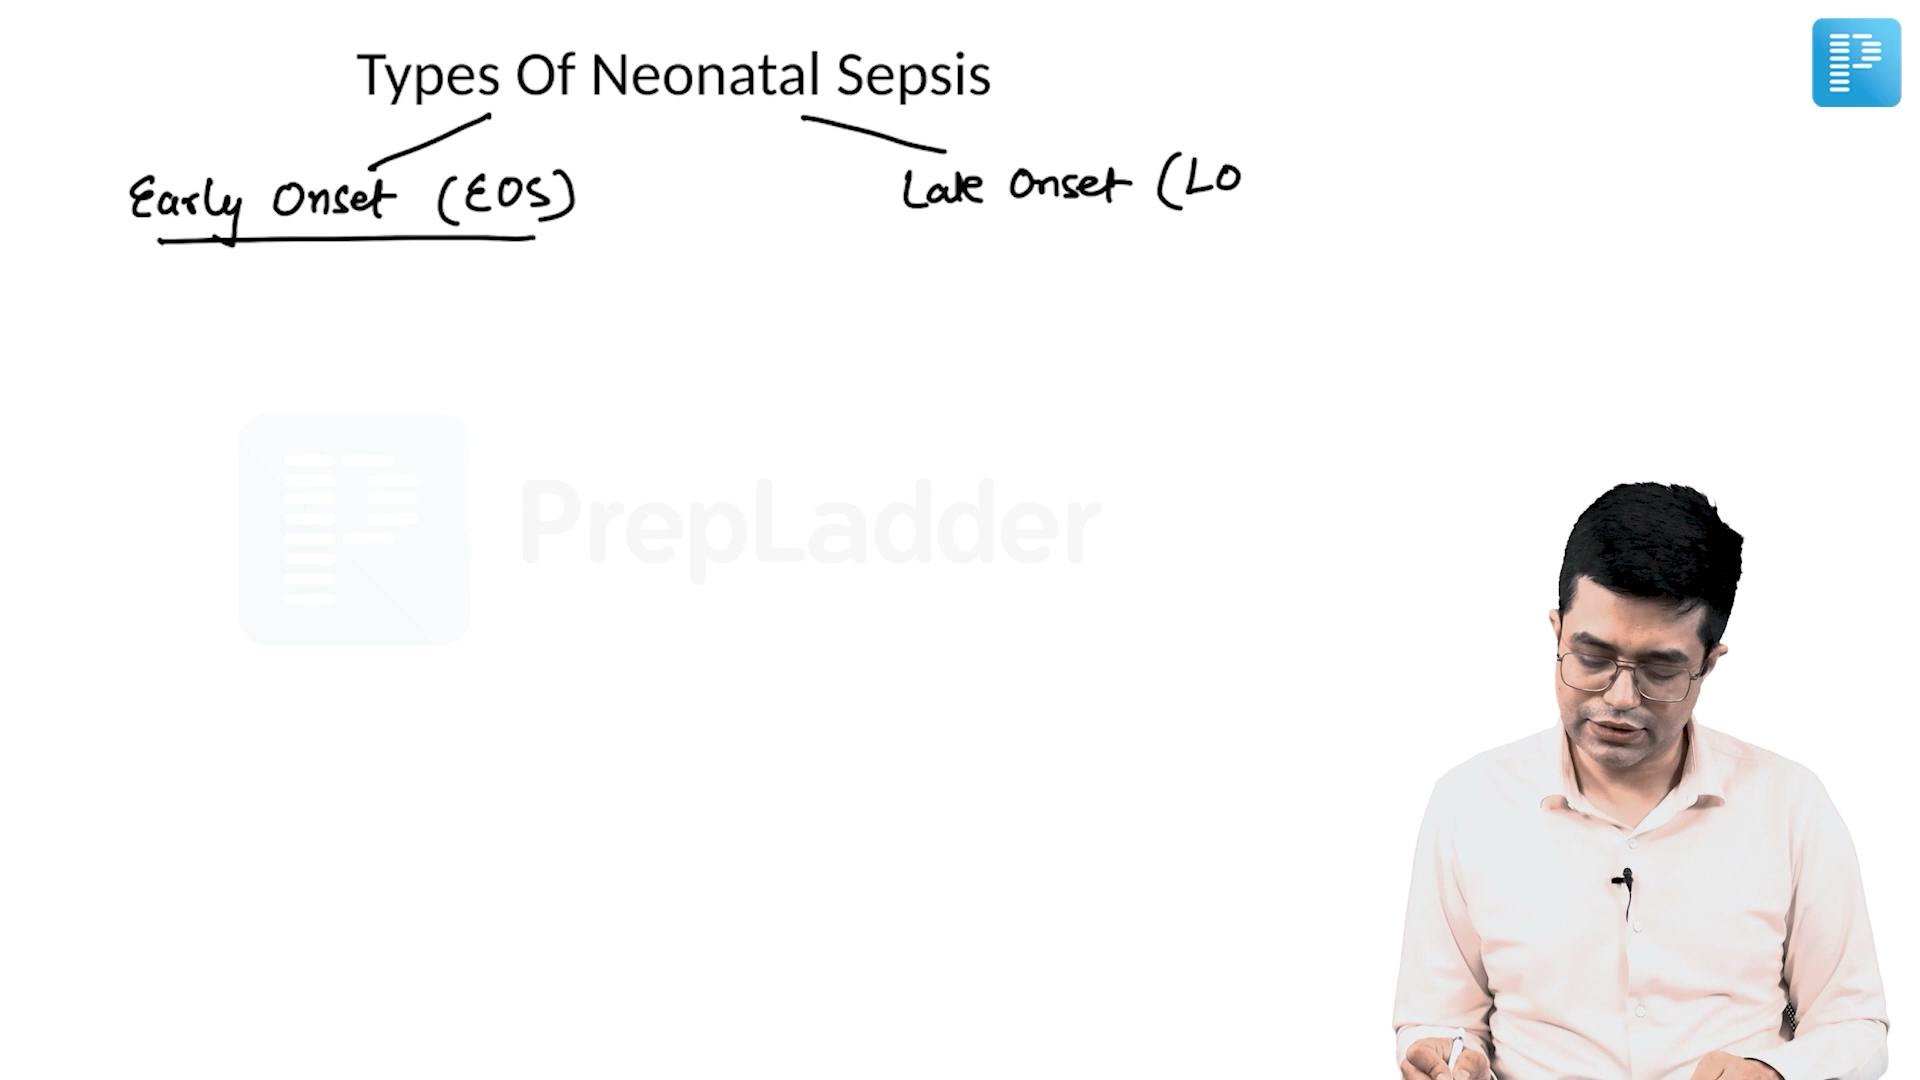 Types Of Neonatal Sepsis
Early Onset (EOS)
Late Onset (LO
PrepLadder